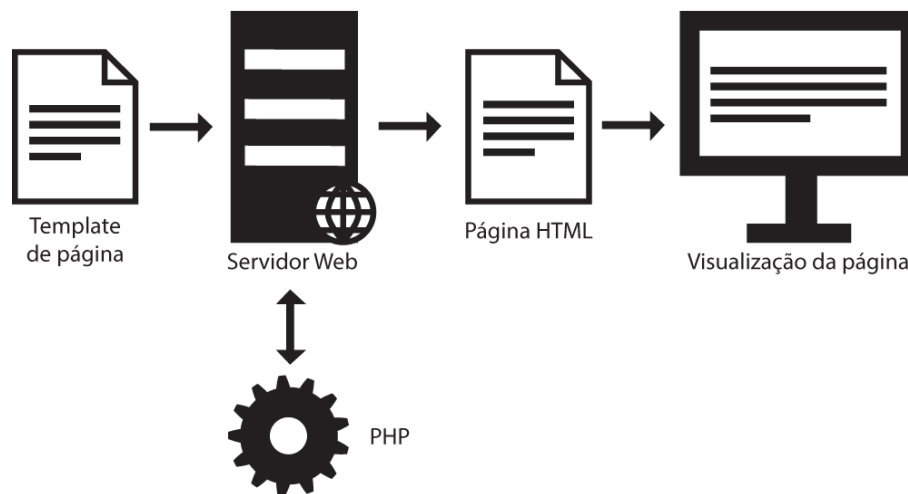 Template
de página
Servidor Web
Página HTML
Visualização da página
PHP